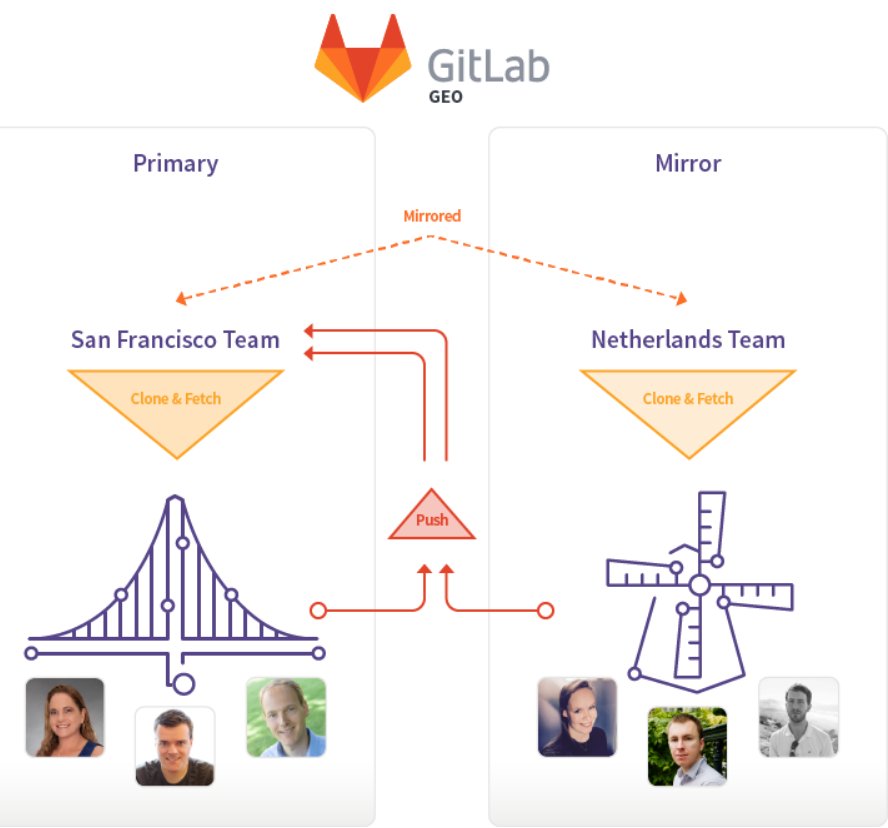 GitLab
GEO
Primary
Mirror
Mirrored
San Francisco Team
Netherlands Team
Clone & Fetch
Clone & Fetch
Push